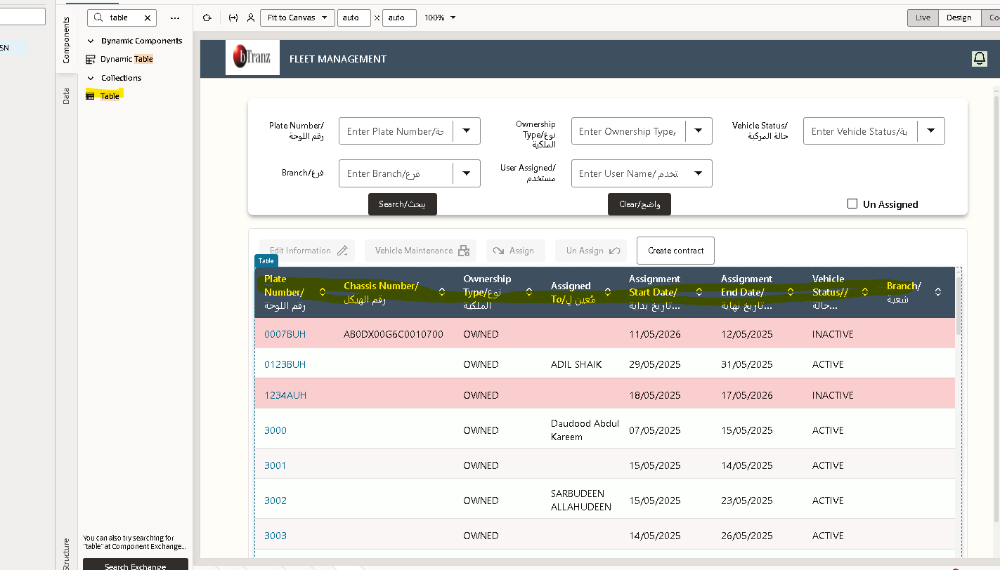 SN
Components
Data
Structure
table
Dynamic Components
Dynamic Table
Collections
Table
You can also try searching for
"table" at Component Exchange...
Search Exchange
Fit to Canvas
auto
x
auto
100%
Live
Design
Co
bTranz
FLEET MANAGEMENT
Plate Number/
رقم اللوحة
Enter Plate Number/
Ownership
Type/نوع
الملكية
Enter Ownership Type/
Vehicle Status/
حالة المركبة
Enter Vehicle Status/
Branch/فرع
Enter Branch/فرع
User Assigned/
مستخدم
Enter User Name/
Search/يبحث
Clear/واضح
Un Assigned
Edit Information
Vehicle Maintenance
Assign
Un Assign
Create contract
Table
Plate
Number/
رقم اللوحة
Chassis Number/
رقم الهيكل
Ownership
Type/نوع
الملكية
Assigned
To/مُعين ل
Assignment
Start Date/
تاريخ بداية...
Assignment
End Date/
تاريخ نهاية...
Vehicle
Status//
حالة...
Branch/
شعبة
0007BUH AB0DX00G6C0010700 OWNED 11/05/2026 12/05/2025 INACTIVE
0123BUH OWNED ADIL SHAIK 29/05/2025 31/05/2025 ACTIVE
1234AUH OWNED 18/05/2025 17/05/2026 INACTIVE
3000 OWNED Daudood Abdul
Kareem 07/05/2025 15/05/2025 ACTIVE
3001 OWNED 15/05/2025 14/05/2025 ACTIVE
3002 OWNED SARBUDEEN
ALLAHUDEEN 15/05/2025 23/05/2025 ACTIVE
3003 OWNED 14/05/2025 26/05/2025 ACTIVE